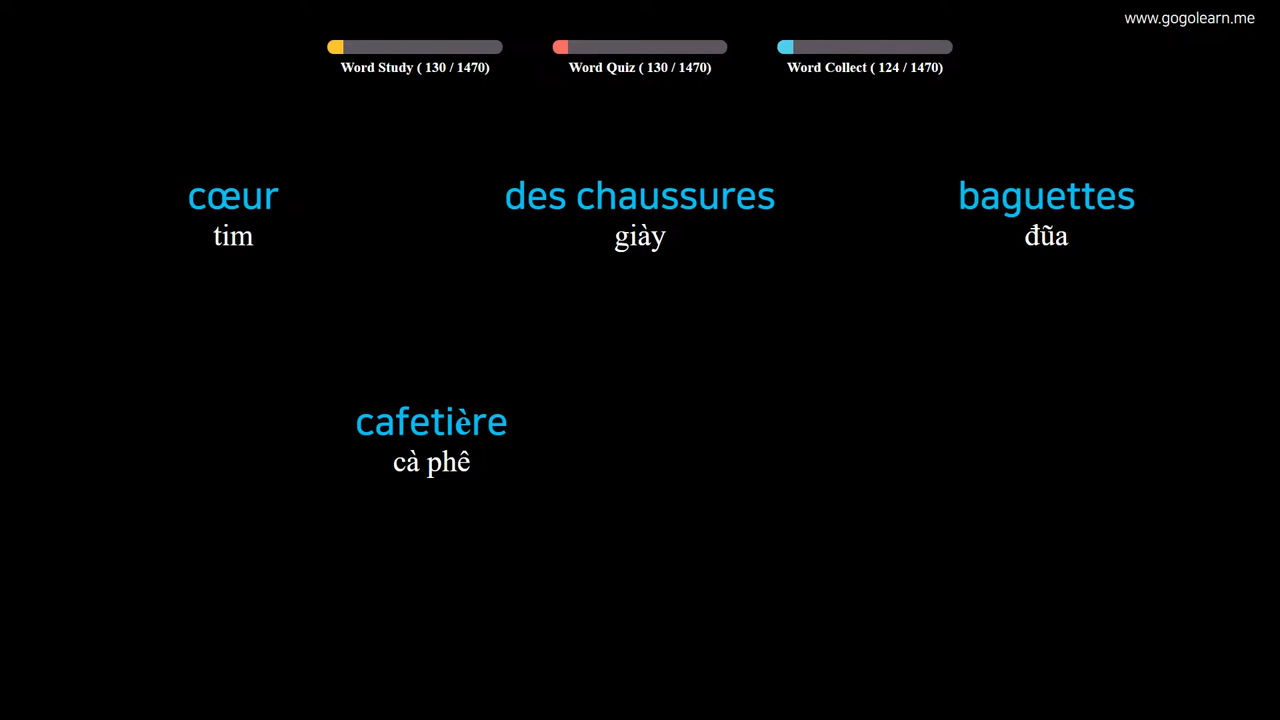 www.gogolearn.me
Word Study ( 130 / 1470)
Word Quiz ( 130 / 1470)
Word Collect ( 124 / 1470)
cœur
tim
des chaussures
giày
baguettes
đũa
cafetière
cà phê